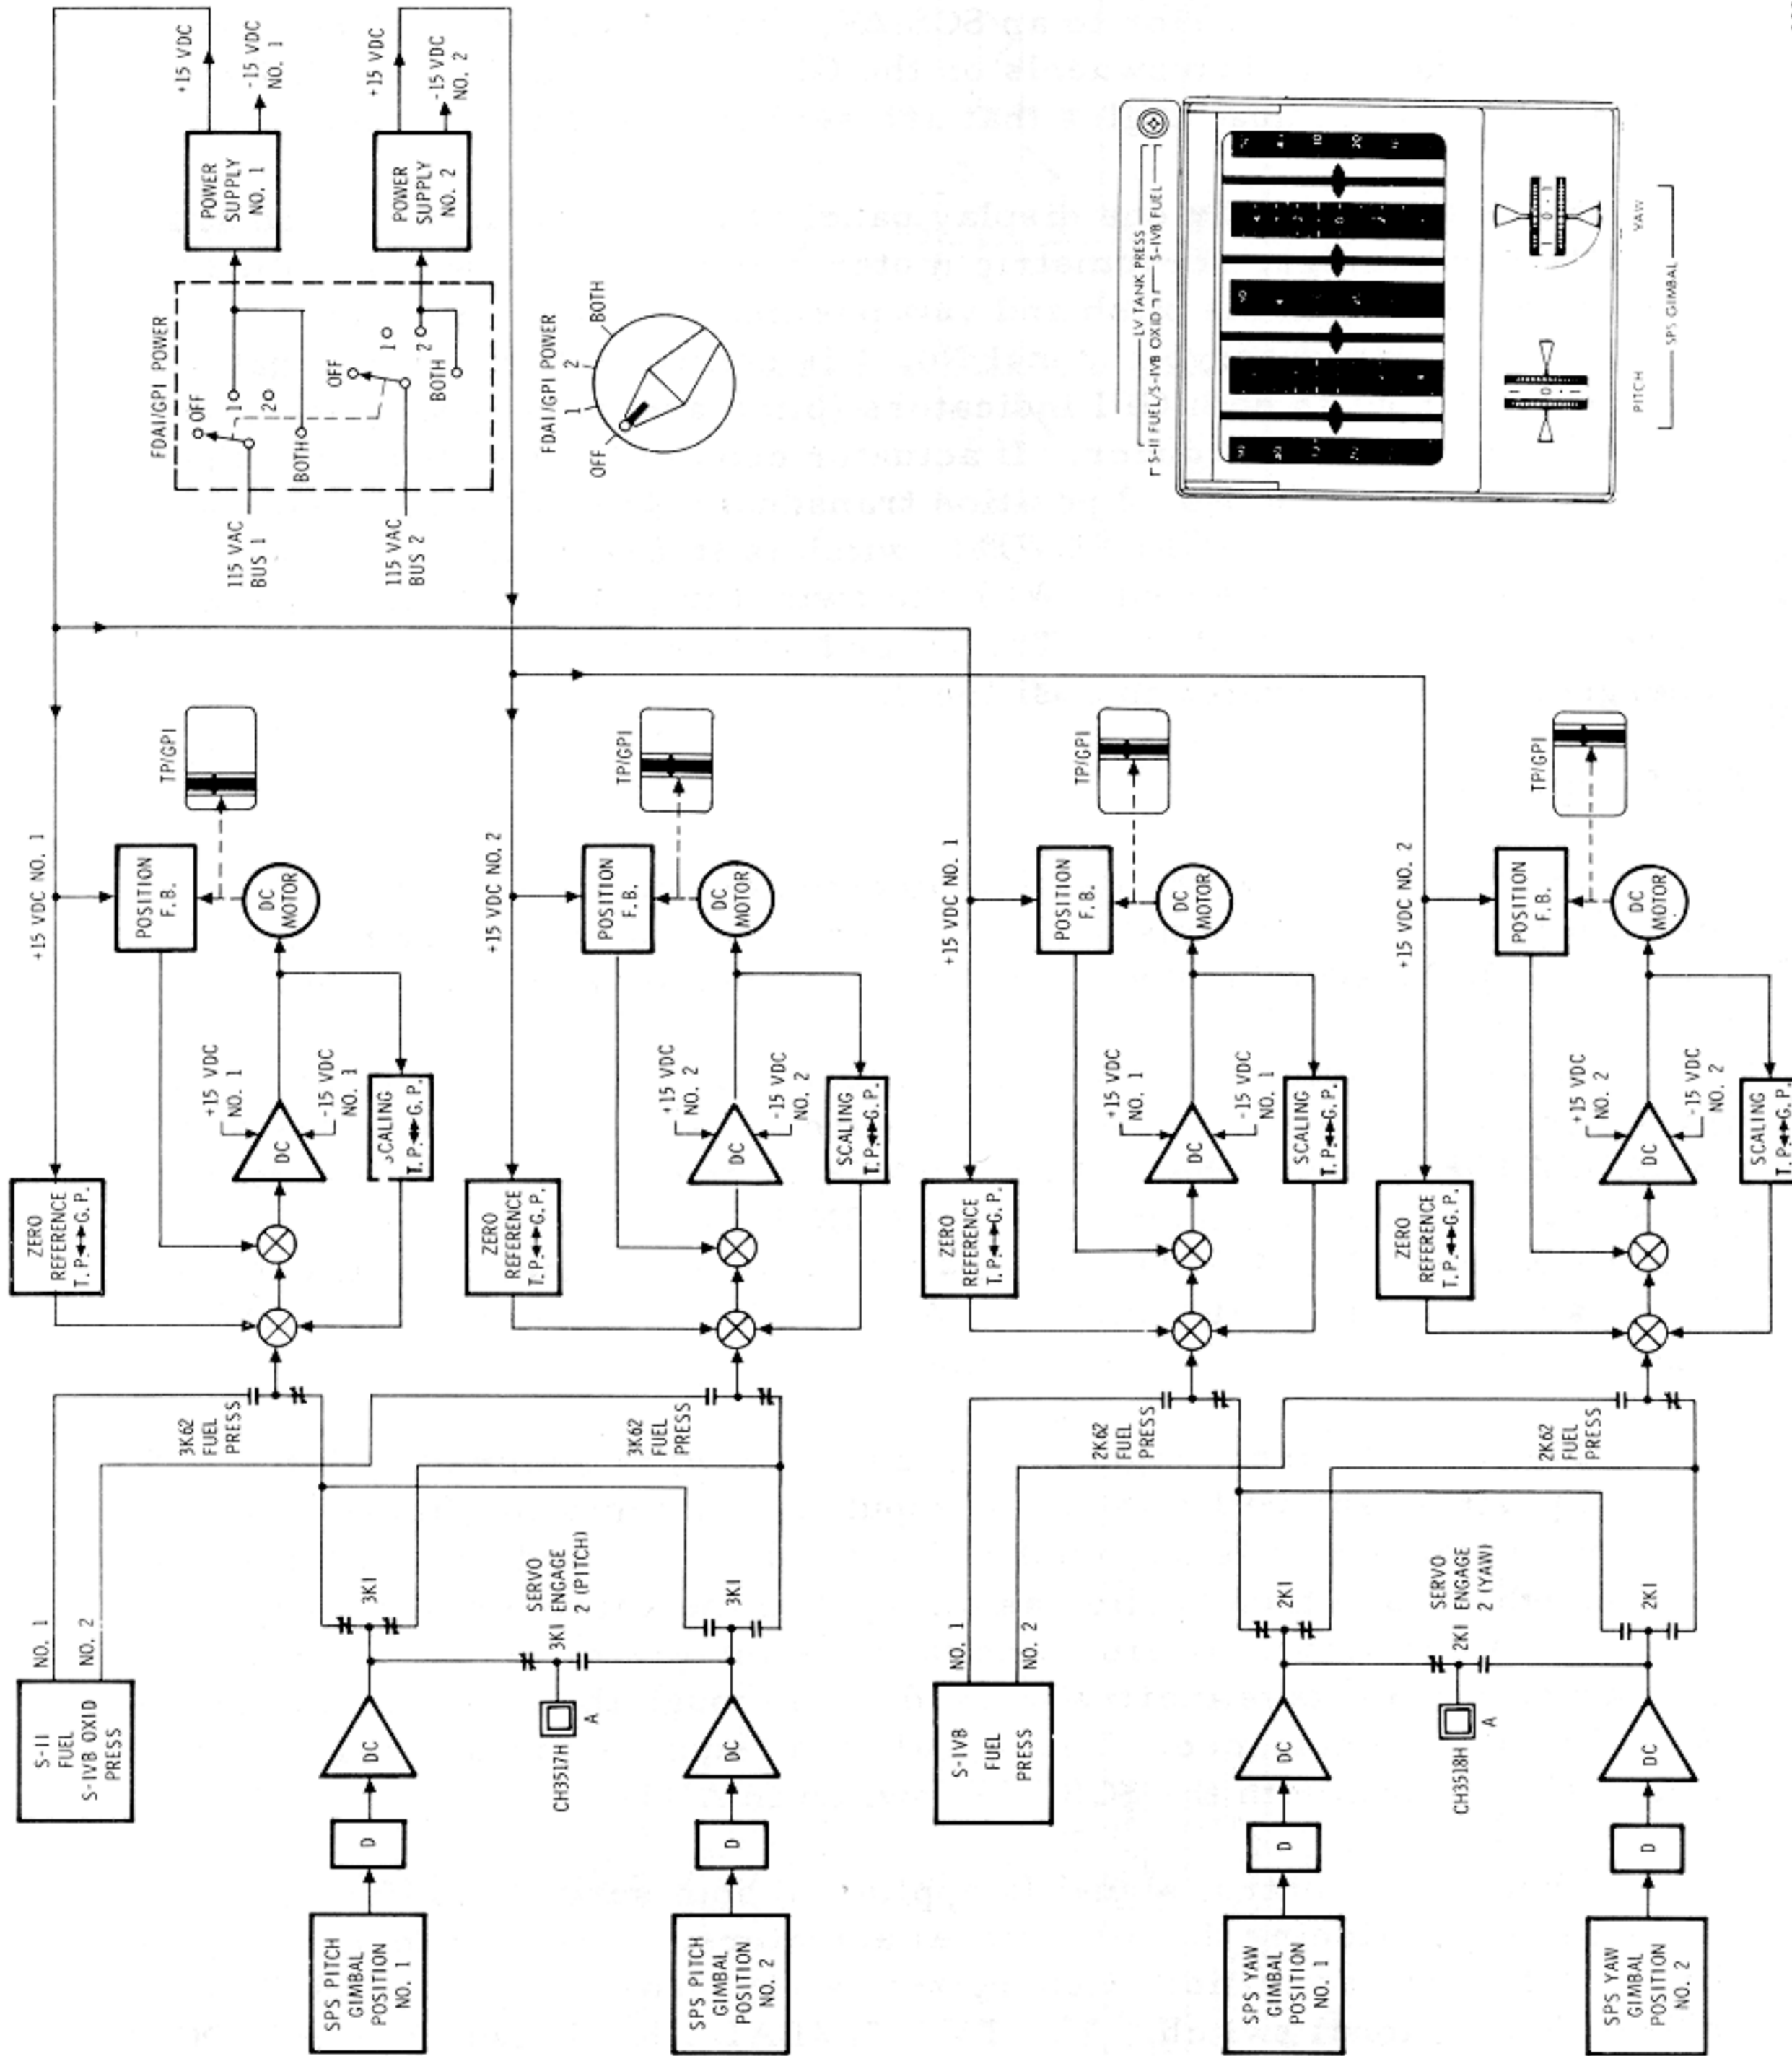 S-II
FUEL
S-IVB OXID
PRESS
NO. 1
NO. 2
3K62
FUEL
PRESS
ZERO
REFERENCE
T.P. G.P.
+15 VDC NO. 1
POSITION
F.B.
TP/GPI
+15 VDC
NO. 1
-15 VDC
NO. 1
DC
DC
MOTOR
SCALING
T.P. G.P.
SPS PITCH
GIMBAL
POSITION
NO. 1
D
DC
3K1
CH3517H
A
3K1
SERVO
ENGAGE
2 (PITCH)
SPS PITCH
GIMBAL
POSITION
NO. 2
D
DC
3K1
3K62
FUEL
PRESS
ZERO
REFERENCE
T.P. G.P.
+15 VDC NO. 2
POSITION
F.B.
TP/GPI
+15 VDC
NO. 2
-15 VDC
NO. 2
DC
DC
MOTOR
SCALING
T.P. G.P.
FDAI/GPI POWER
115 VAC
BUS 1
OFF
1
2
BOTH
115 VAC
BUS 2
OFF
1
2
BOTH
POWER
SUPPLY
NO. 1
+15 VDC
-15 VDC
NO. 1
POWER
SUPPLY
NO. 2
+15 VDC
-15 VDC
NO. 2
FDAI/GPI POWER
OFF
1
2
BOTH
S-IVB
FUEL
PRESS
NO. 1
NO. 2
2K62
FUEL
PRESS
ZERO
REFERENCE
T.P. G.P.
+15 VDC NO. 1
POSITION
F.B.
TP/GPI
+15 VDC
NO. 1
-15 VDC
NO. 1
DC
DC
MOTOR
SCALING
T.P. G.P.
SPS YAW
GIMBAL
POSITION
NO. 1
D
DC
2K1
CH3518H
A
2K1
SERVO
ENGAGE
2 (YAW)
SPS YAW
GIMBAL
POSITION
NO. 2
D
DC
2K1
2K62
FUEL
PRESS
ZERO
REFERENCE
T.P. G.P.
+15 VDC NO. 2
POSITION
F.B.
TP/GPI
+15 VDC
NO. 2
-15 VDC
NO. 2
DC
DC
MOTOR
SCALING
T.P. G.P.
LV TANK PRESS
S-II FUEL/S-IVB OXID
S-IVB FUEL
1 0 1
1 0 1
PITCH
YAW
SPS GIMBAL